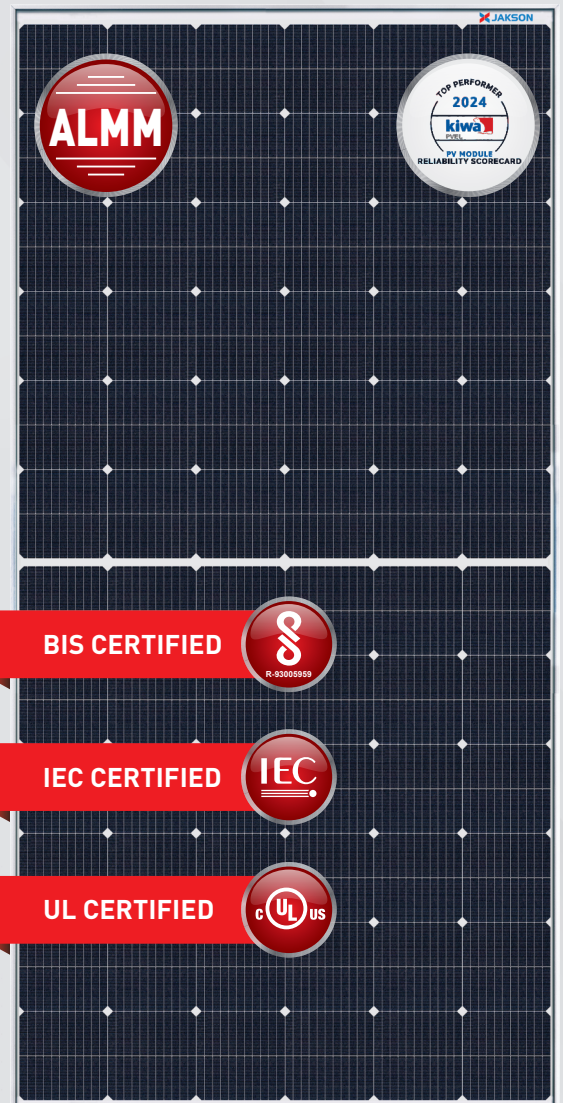 JAKSON
ALMM
TOP PERFORMER
2024
kiwa
PVEL
PV MODULE
RELIABILITY SCORECARD
BIS CERTIFIED
R-93005959
IEC CERTIFIED
IEC
UL CERTIFIED
C UL US